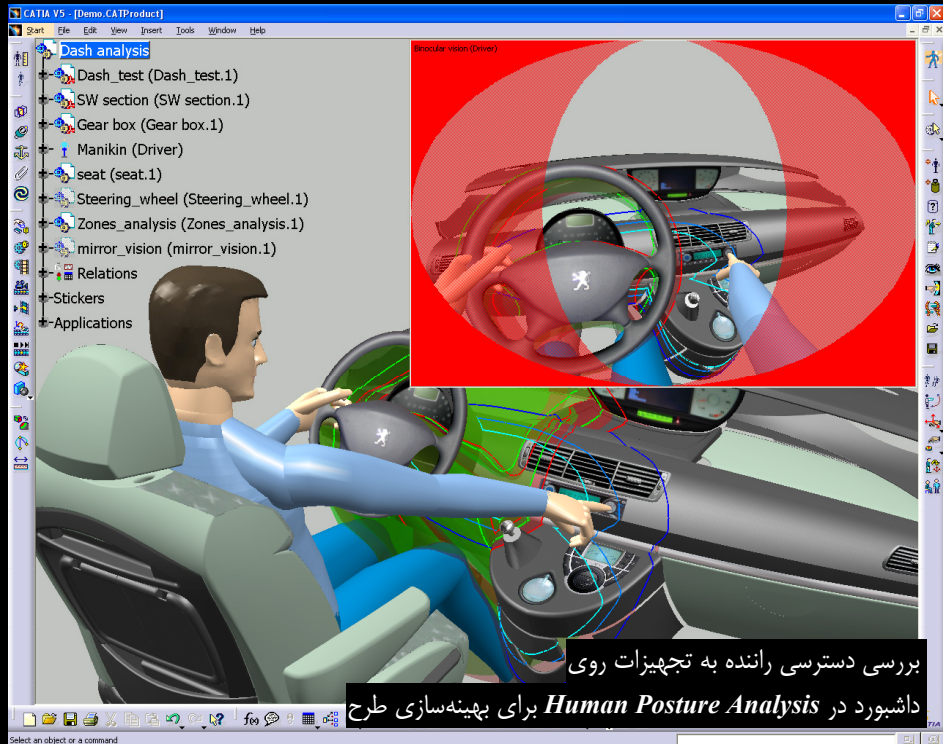 CATIA V5 - [Demo.CATProduct]
Start File Edit View Insert Tools Window Help
Dash analysis
Dash_test (Dash_test.1)
SW section (SW section.1)
Gear box (Gear box.1)
Manikin (Driver)
seat (seat.1)
Steering_wheel (Steering_wheel.1)
Zones_analysis (Zones_analysis.1)
mirror_vision (mirror_vision.1)
Relations
Stickers
Applications
Binocular vision (Driver)
بررسی دسترسی راننده به تجهیزات روی
داشبورد در Human Posture Analysis برای بهینه‌سازی طرح
Select an object or a command